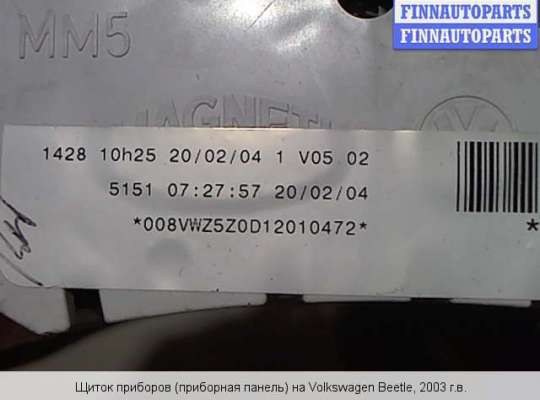 FINNAUTOPARTS
FINNAUTOPARTS
MM5
MAGNETI
1428 10h25 20/02/04 1 V05 02
5151 07:27:57 20/02/04
*008VWZ5Z0D12010472*
*
Щиток приборов (приборная панель) на Volkswagen Beetle, 2003 г.в.